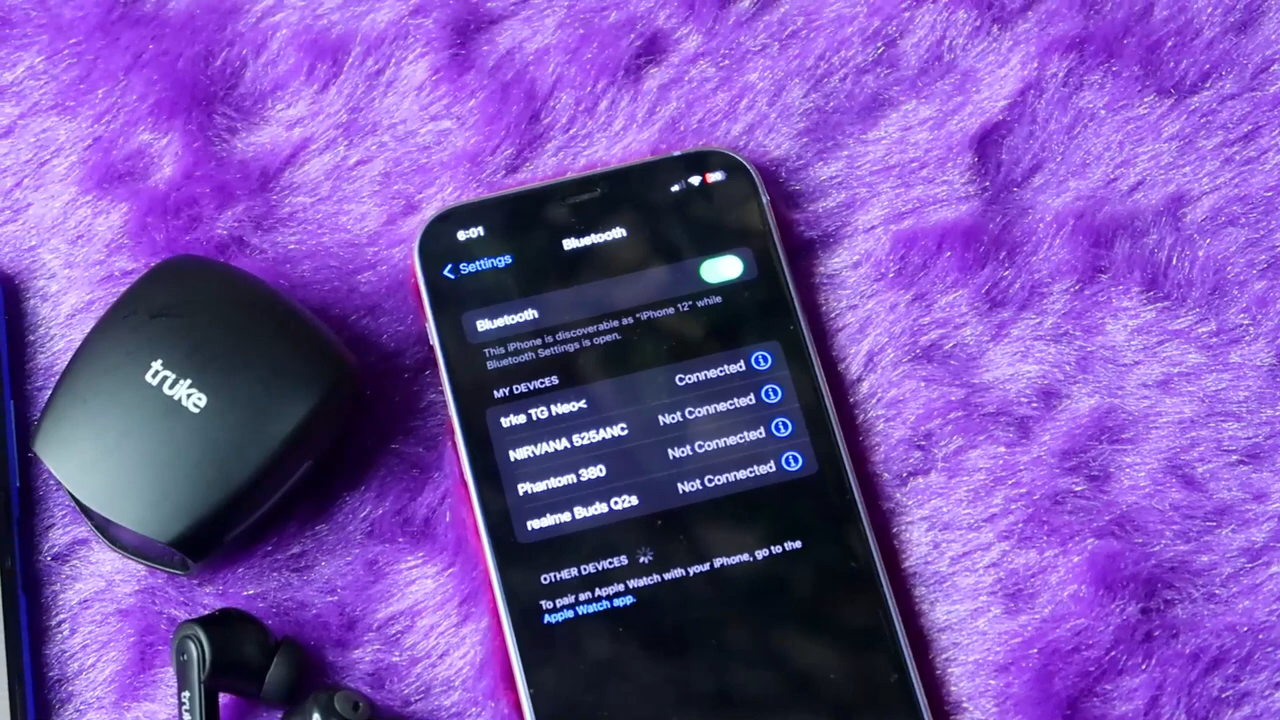 6:01
Settings
Bluetooth
Bluetooth
This iPhone is discoverable as "iPhone 12" while
Bluetooth Settings is open.
MY DEVICES
trke TG Neo< Connected
NIRVANA 525ANC Not Connected
Phantom 380 Not Connected
realme Buds Q2s Not Connected
OTHER DEVICES
To pair an Apple Watch with your iPhone, go to the
Apple Watch app.
truke